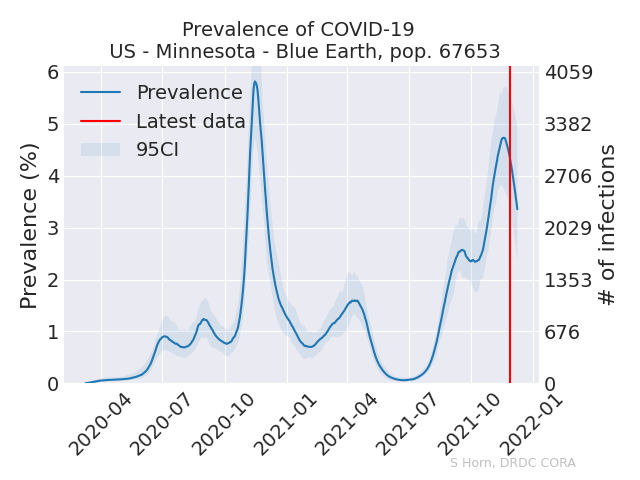 Prevalence of COVID-19
US - Minnesota - Blue Earth, pop. 67653
Prevalence
Latest data
95CI
Prevalence (%)
6
5
4
3
2
1
0
4059
3382
2706
2029
1353
676
0
# of infections
2020-04
2020-07
2020-10
2021-01
2021-04
2021-07
2021-10
2022-01
S Horn, DRDC CORA